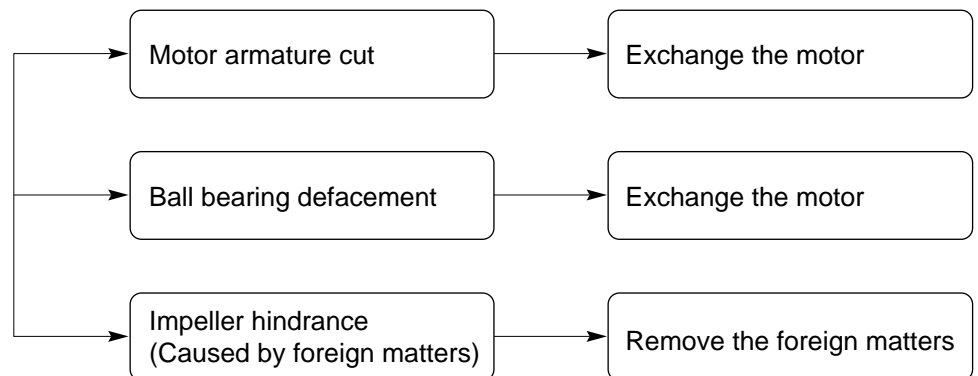 Motor armature cut
Exchange the motor
Ball bearing defacement
Exchange the motor
Impeller hindrance
(Caused by foreign matters)
Remove the foreign matters